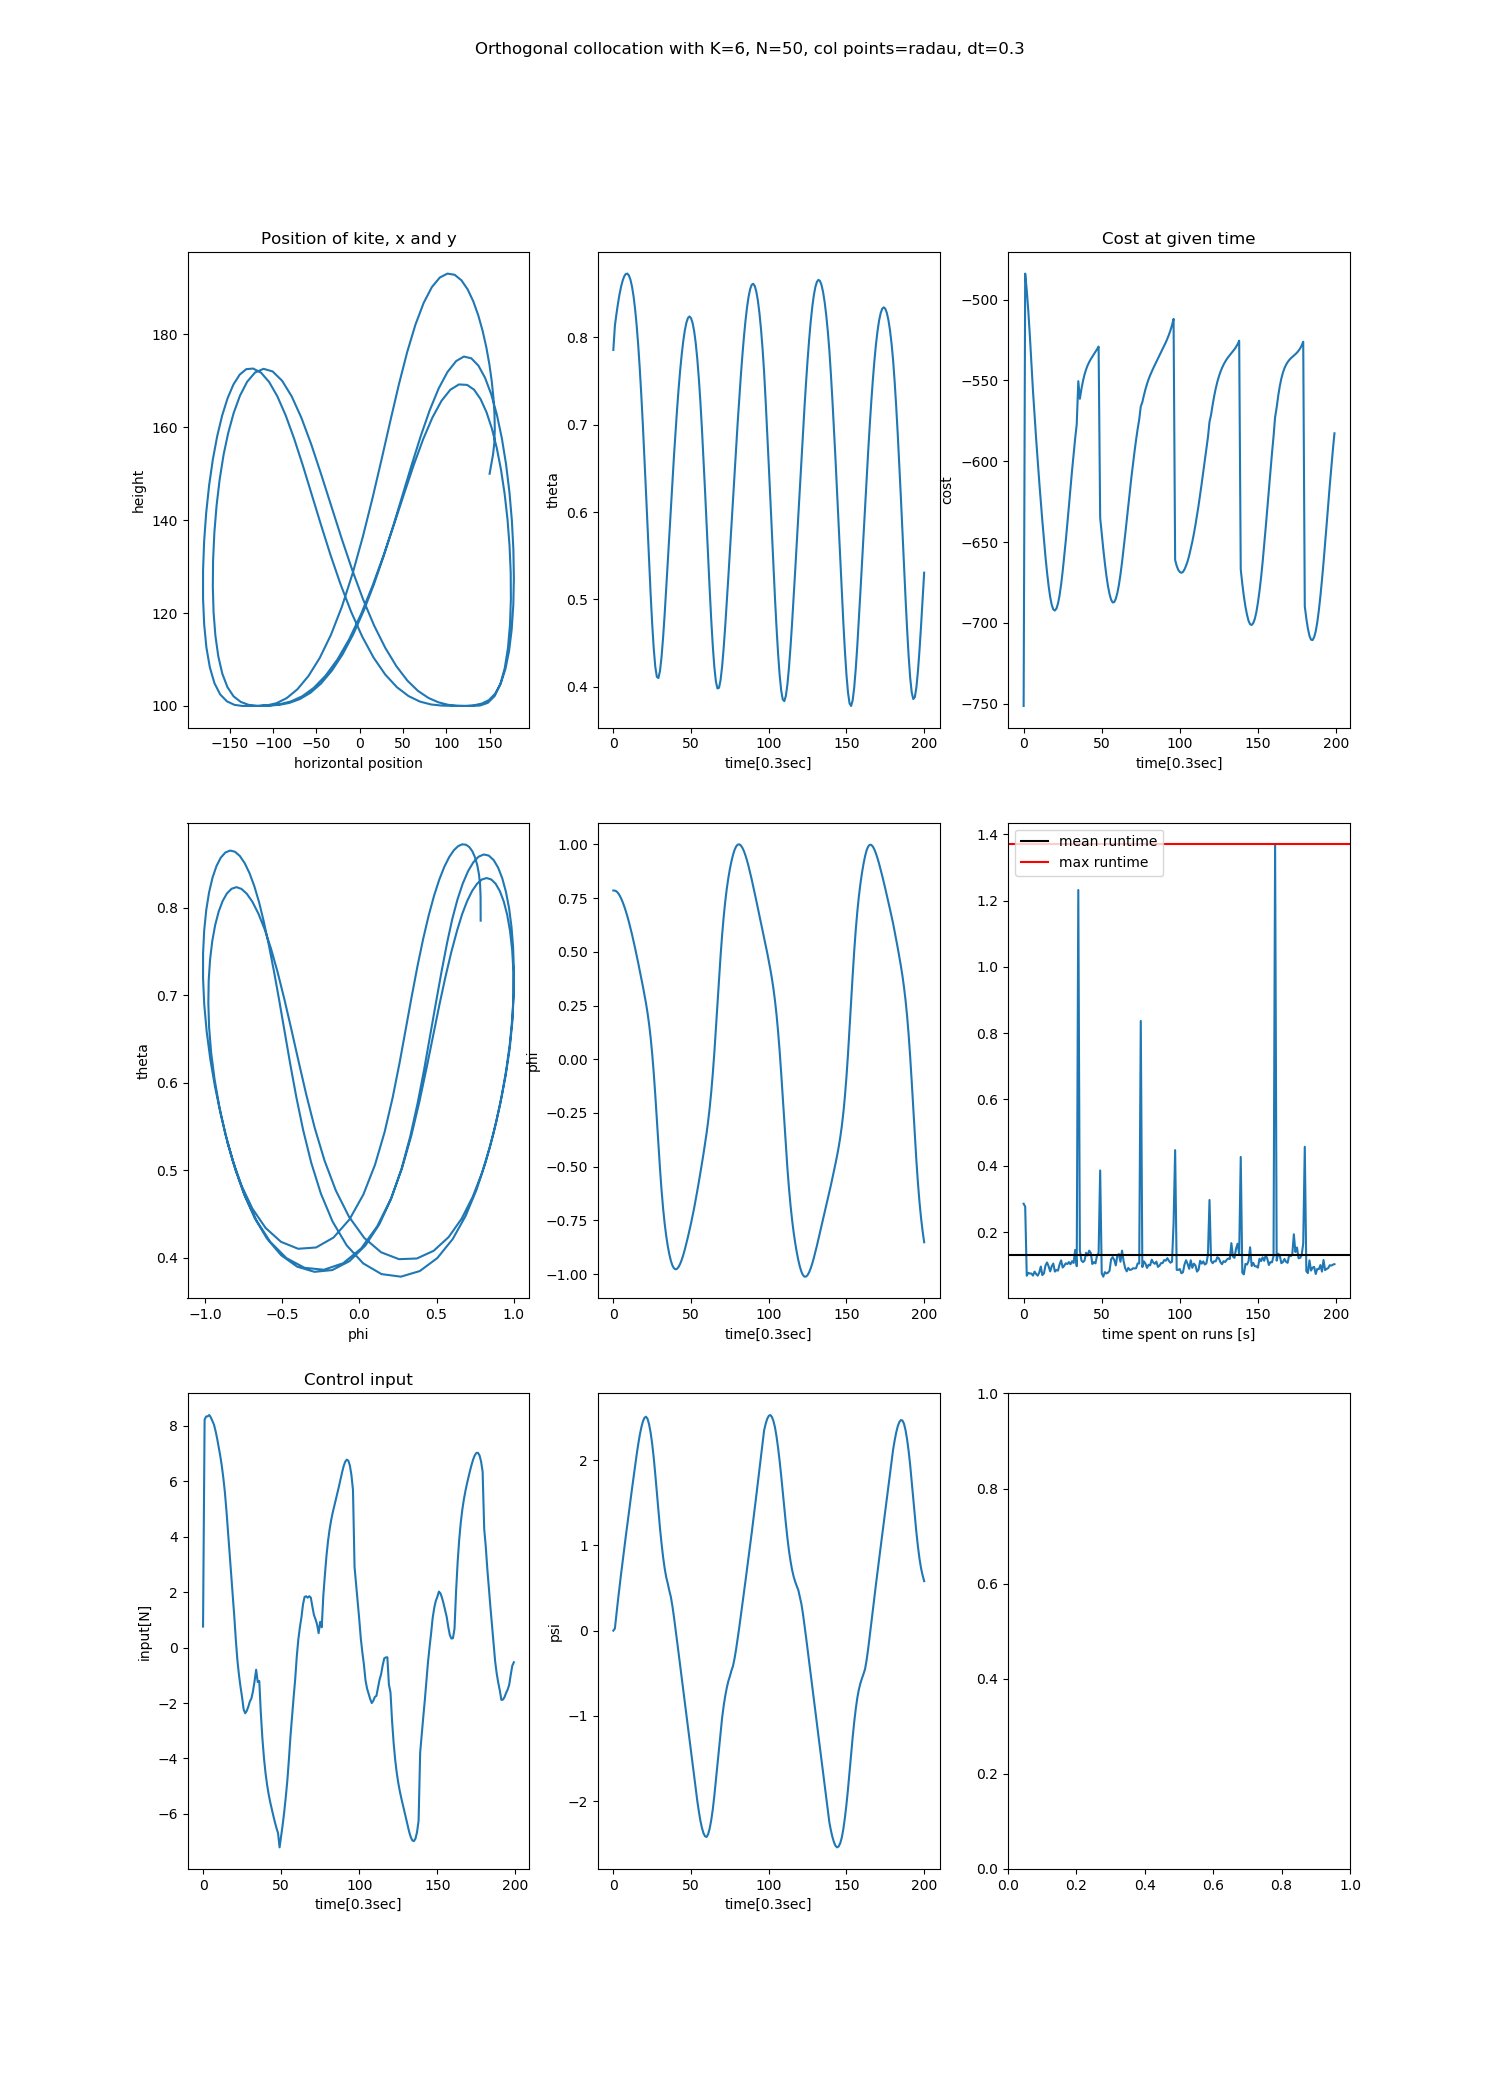 Orthogonal collocation with K=6, N=50, col points=radau, dt=0.3
Position of kite, x and y
height
180
160
140
120
100
−150 −100 −50 0 50 100 150
horizontal position
theta
0.8
0.7
0.6
0.5
0.4
0 50 100 150 200
time[0.3sec]
Cost at given time
cost
−500
−550
−600
−650
−700
−750
0 50 100 150 200
time[0.3sec]
theta
0.8
0.7
0.6
0.5
0.4
−1.0 −0.5 0.0 0.5 1.0
phi
phi
1.00
0.75
0.50
0.25
0.00
−0.25
−0.50
−0.75
−1.00
0 50 100 150 200
time[0.3sec]
mean runtime
max runtime
1.4
1.2
1.0
0.8
0.6
0.4
0.2
0 50 100 150 200
time spent on runs [s]
Control input
input[N]
8
6
4
2
0
−2
−4
−6
0 50 100 150 200
time[0.3sec]
psi
2
1
0
−1
−2
0 50 100 150 200
time[0.3sec]
1.0
0.8
0.6
0.4
0.2
0.0
0.0 0.2 0.4 0.6 0.8 1.0